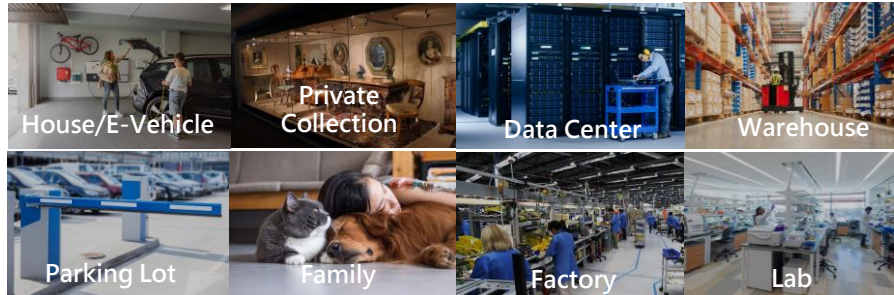 House/E-Vehicle
Private
Collection
Data Center
Warehouse
Parking Lot
Family
Factory
Lab